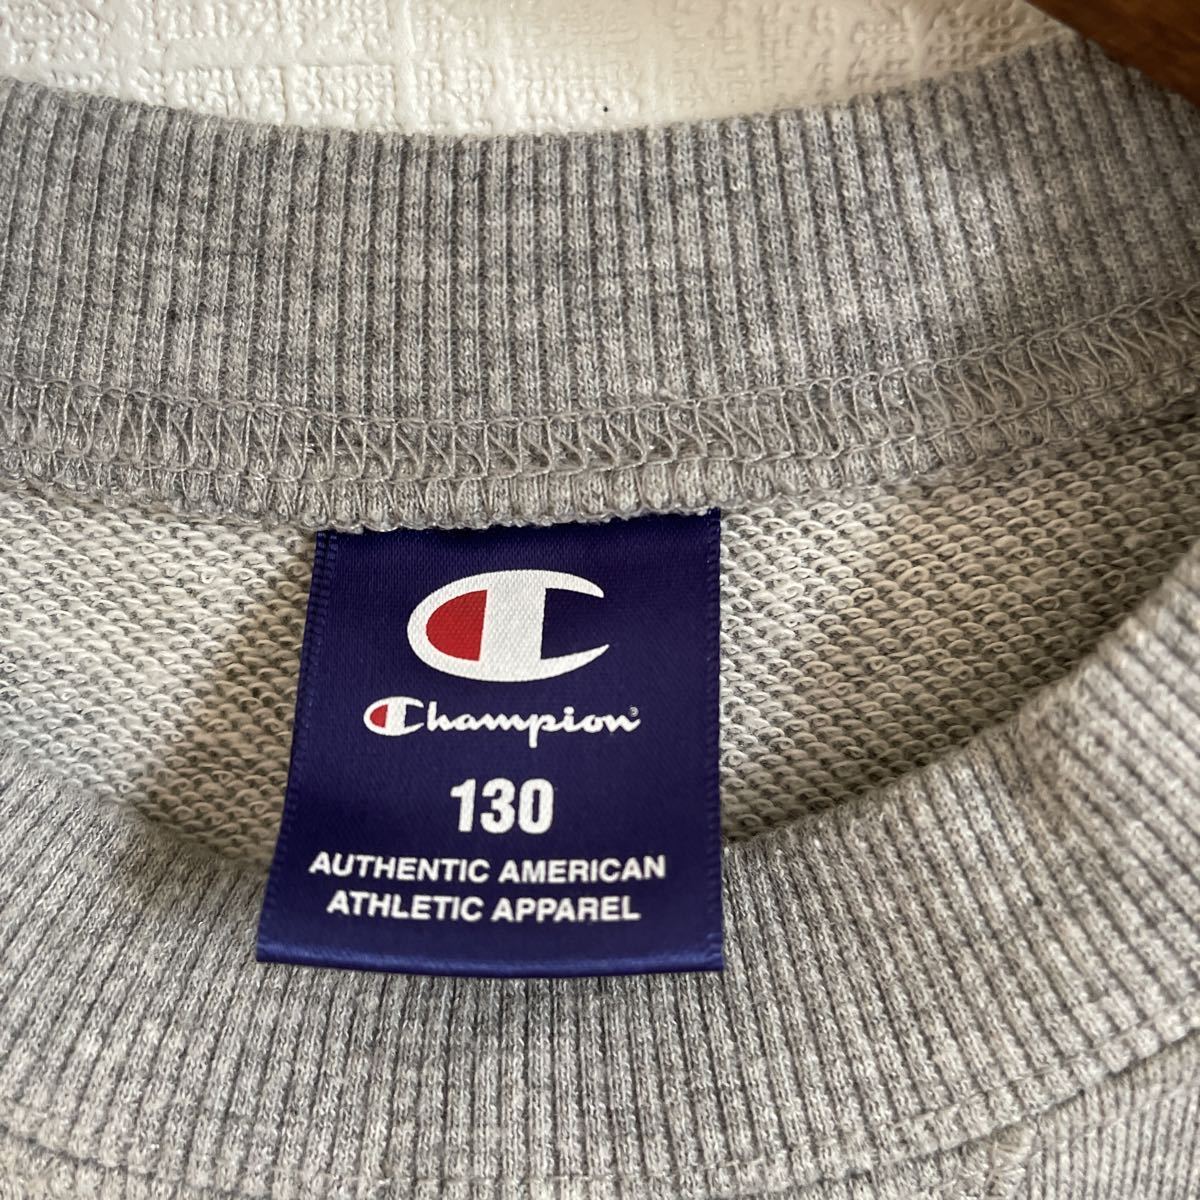 Champion
130
AUTHENTIC AMERICAN
ATHLETIC APPAREL